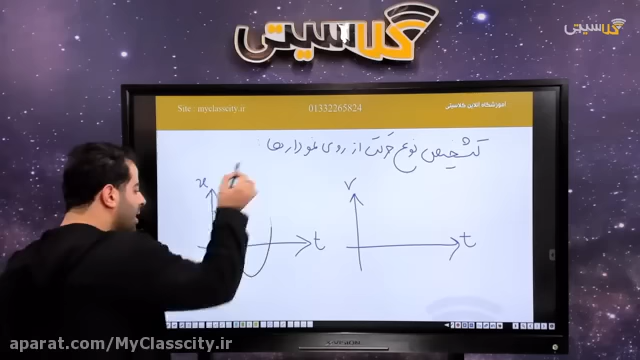 کلاسیتی
کلاسیتی
Site : myclasscity.ir
01332265824
آموزشگاه آنلاین کلاسیتی
تشخیص نوع حرکت از روی نمودارها :
x
t
v
t
aparat.com/MyClasscity.ir